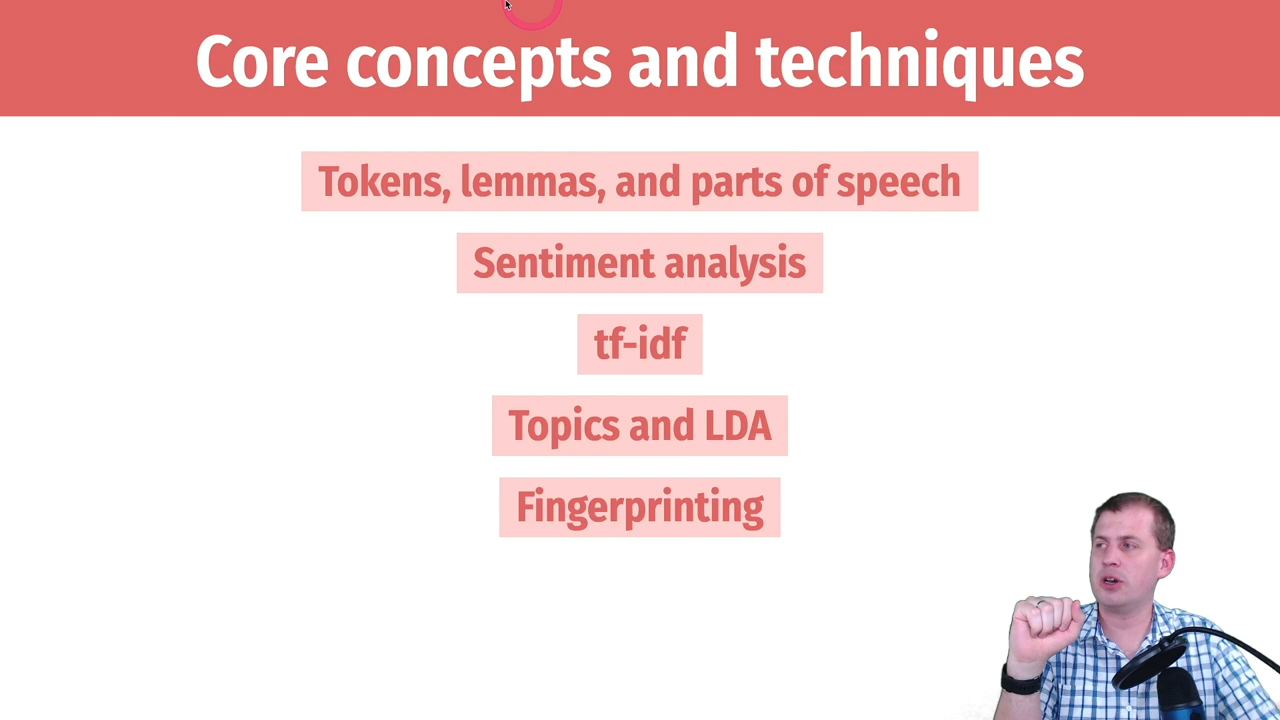 Core concepts and techniques
Tokens, lemmas, and parts of speech
Sentiment analysis
tf-idf
Topics and LDA
Fingerprinting